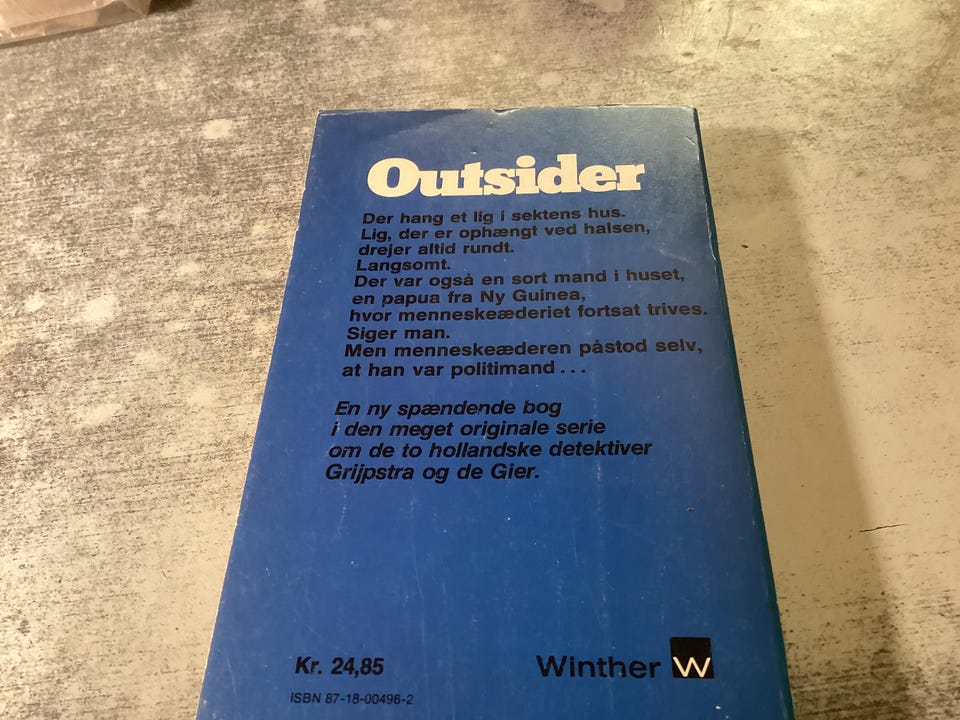 Outsider
Der hang et lig i sektens hus.
Lig, der er ophængt ved halsen,
drejer altid rundt.
Langsomt.
Der var også en sort mand i huset,
en papua fra Ny Guinea,
hvor menneskeæderiet fortsat trives.
Siger man.
Men menneskeæderen påstod selv,
at han var politimand . . .
En ny spændende bog
i den meget originale serie
om de to hollandske detektiver
Grijpstra og de Gier.
Kr. 24,85
Winther W
ISBN 87-18-00496-2